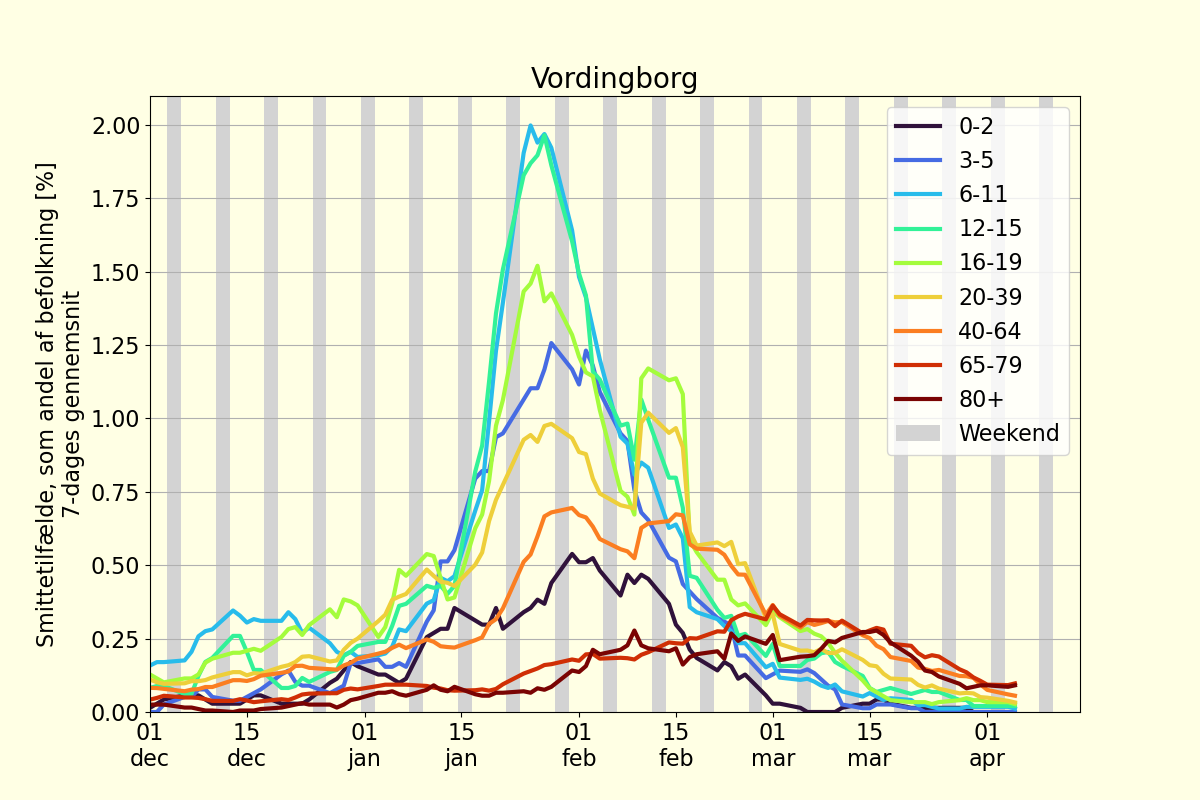 Vordingborg
Smittetilfælde, som andel af befolkning [%]
7-dages gennemsnit
2.00
1.75
1.50
1.25
1.00
0.75
0.50
0.25
0.00
01 dec
15 dec
01 jan
15 jan
01 feb
15 feb
01 mar
15 mar
01 apr
0-2
3-5
6-11
12-15
16-19
20-39
40-64
65-79
80+
Weekend